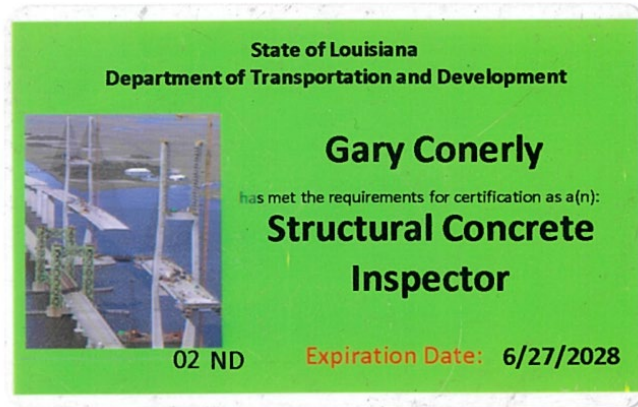 State of Louisiana
Department of Transportation and Development
Gary Conerly
has met the requirements for certification as a(n):
Structural Concrete
Inspector
02 ND
Expiration Date: 6/27/2028